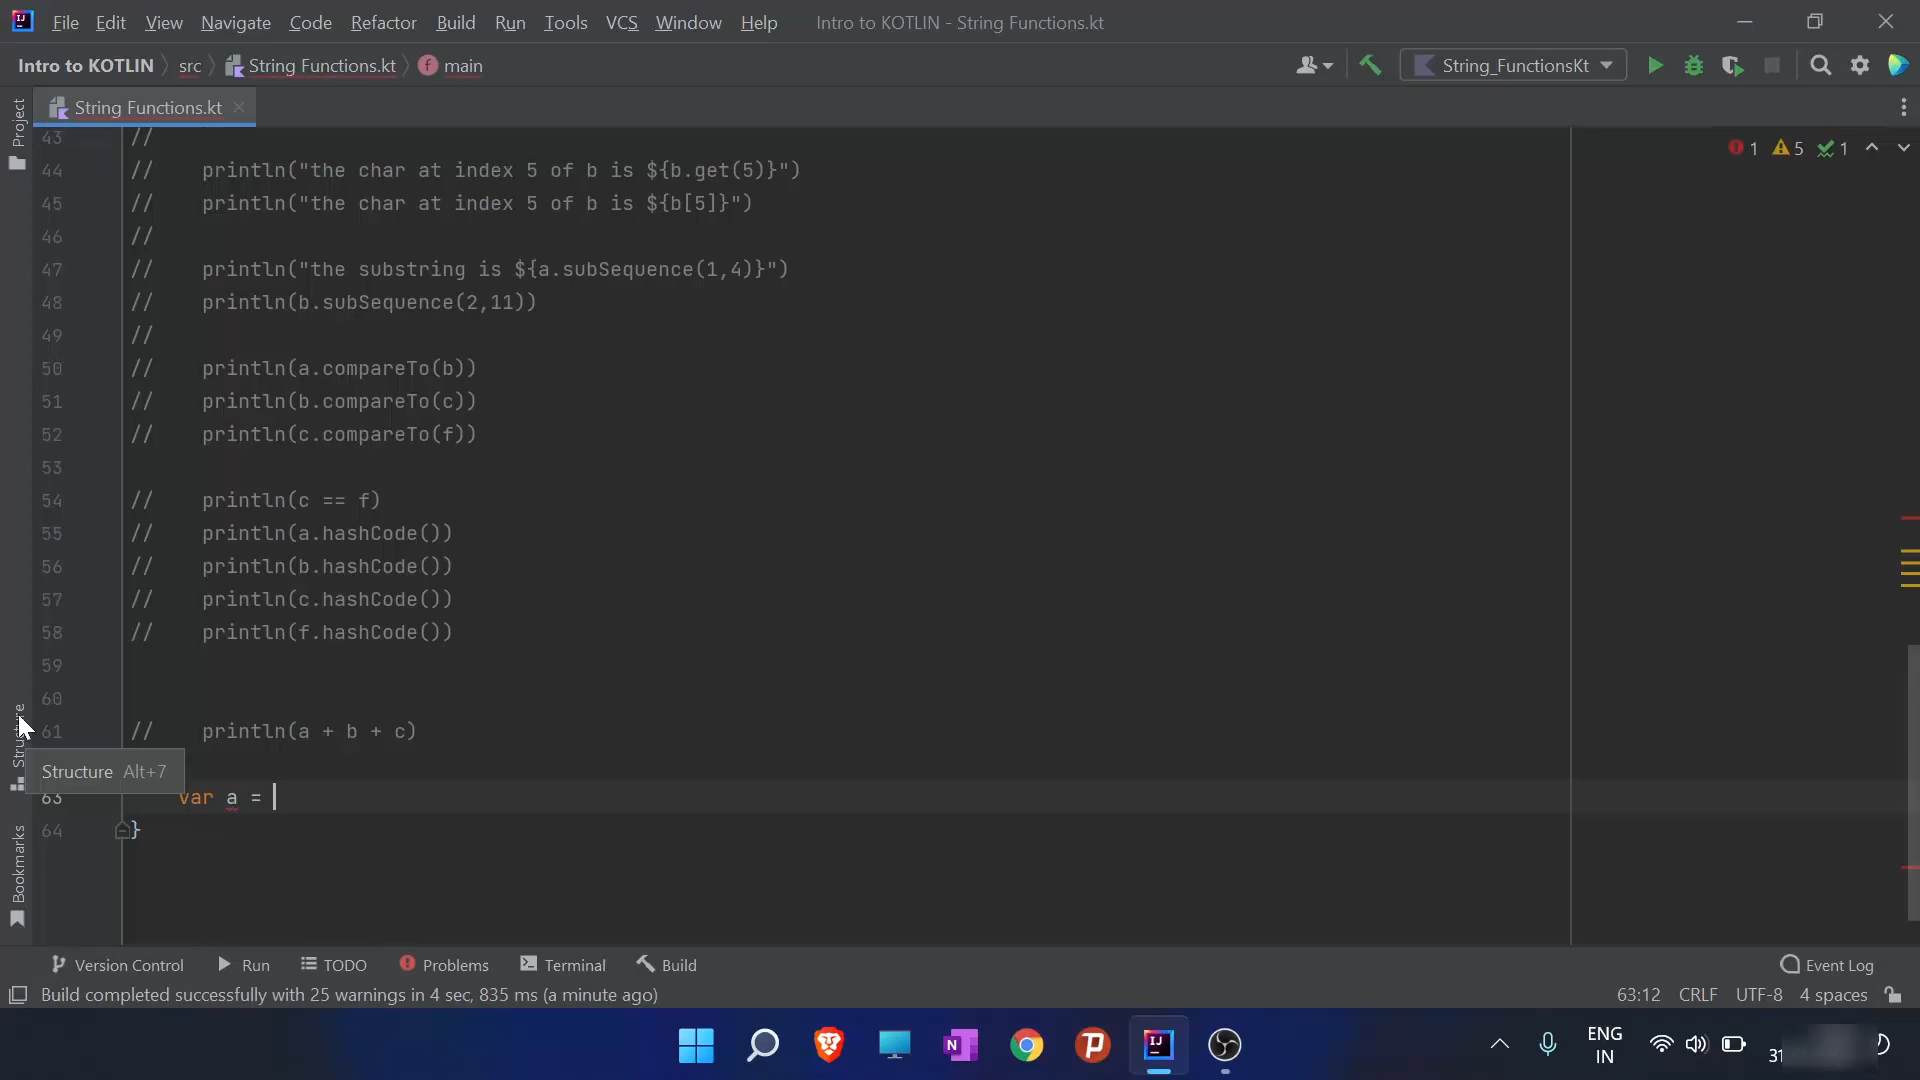 File Edit View Navigate Code Refactor Build Run Tools VCS Window Help Intro to KOTLIN - String Functions.kt
Intro to KOTLIN src String Functions.kt main String_FunctionsKt
Project
String Functions.kt
1 5 1
43 //
44 // println("the char at index 5 of b is ${b.get(5)}")
45 // println("the char at index 5 of b is ${b[5]}")
46 //
47 // println("the substring is ${a.subSequence(1,4)}")
48 // println(b.subSequence(2,11))
49 //
50 // println(a.compareTo(b))
51 // println(b.compareTo(c))
52 // println(c.compareTo(f))
53
54 // println(c == f)
55 // println(a.hashCode())
56 // println(b.hashCode())
57 // println(c.hashCode())
58 // println(f.hashCode())
59
60
61 // println(a + b + c)
Structure
Structure Alt+7
63 var a =
64 }
Bookmarks
Version Control Run TODO Problems Terminal Build Event Log
Build completed successfully with 25 warnings in 4 sec, 835 ms (a minute ago) 63:12 CRLF UTF-8 4 spaces
ENG
IN
31